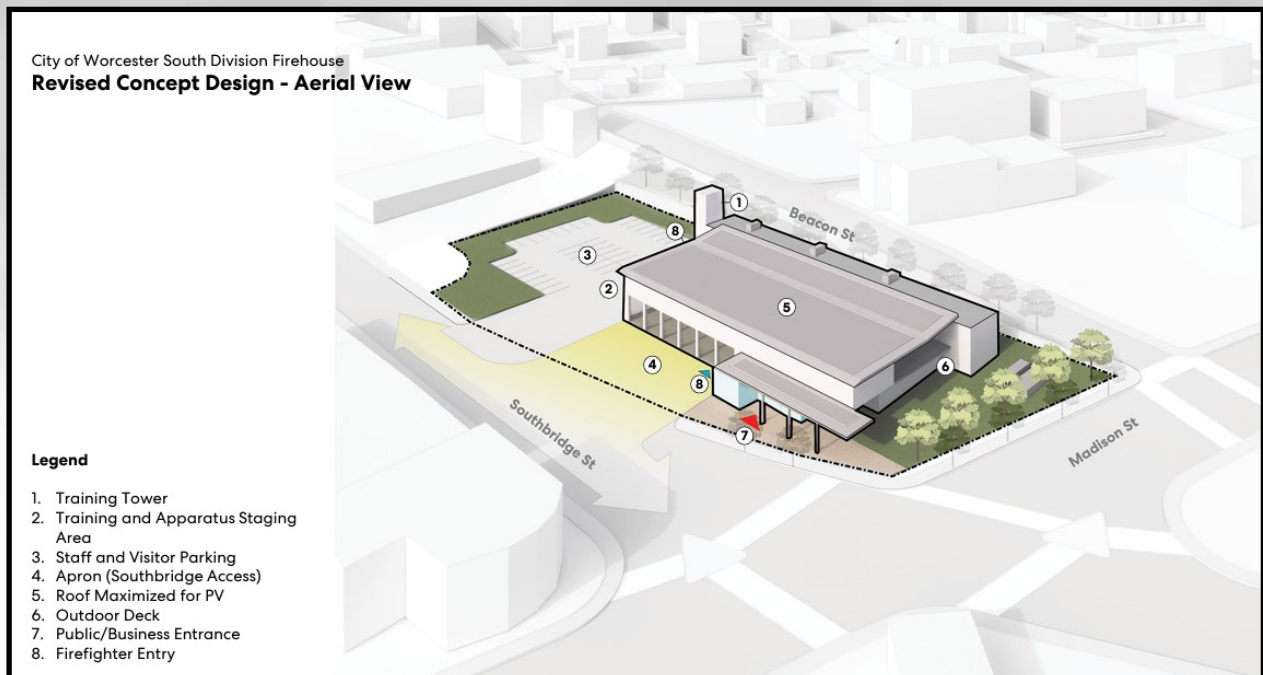 City of Worcester South Division Firehouse
Revised Concept Design - Aerial View
1
Beacon St
8
3
2
5
4
6
8
Southbridge St
7
Madison St
Legend
1. Training Tower
2. Training and Apparatus Staging
Area
3. Staff and Visitor Parking
4. Apron (Southbridge Access)
5. Roof Maximized for PV
6. Outdoor Deck
7. Public/Business Entrance
8. Firefighter Entry